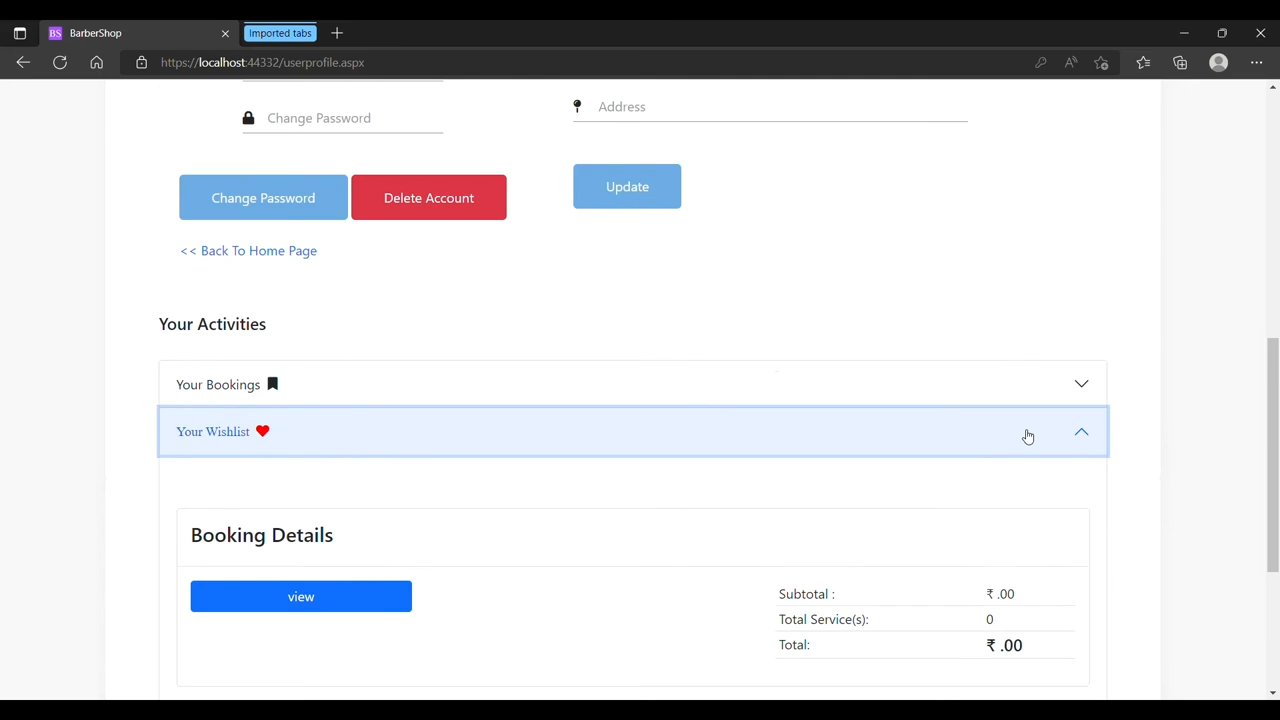 BS BarberShop
Imported tabs
https://localhost:44332/userprofile.aspx
Change Password
Address
Change Password
Delete Account
Update
<< Back To Home Page
Your Activities
Your Bookings
Your Wishlist
Booking Details
view
Subtotal : ₹ .00
Total Service(s): 0
Total: ₹ .00